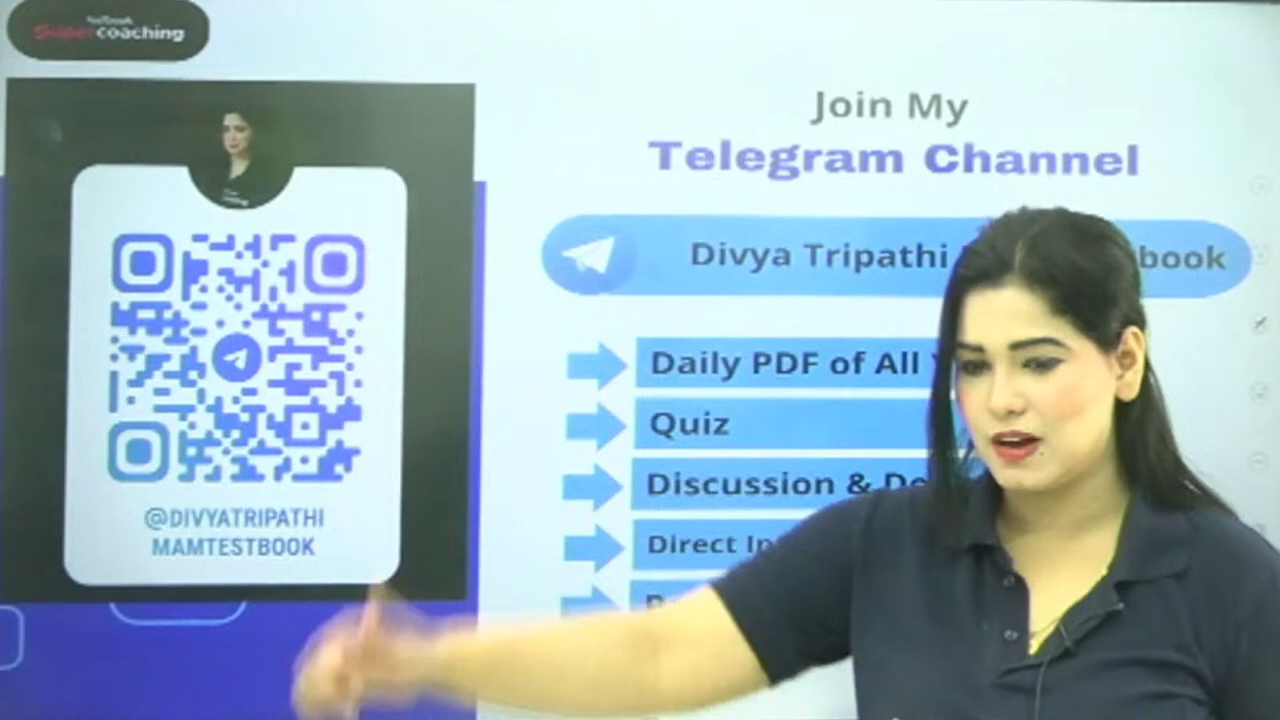 Supercoaching
Join My
Telegram Channel
Divya Tripathi book
Daily PDF of All
Quiz
Discussion & De
Direct In
@DIVYATRIPATHI
MAMTESTBOOK